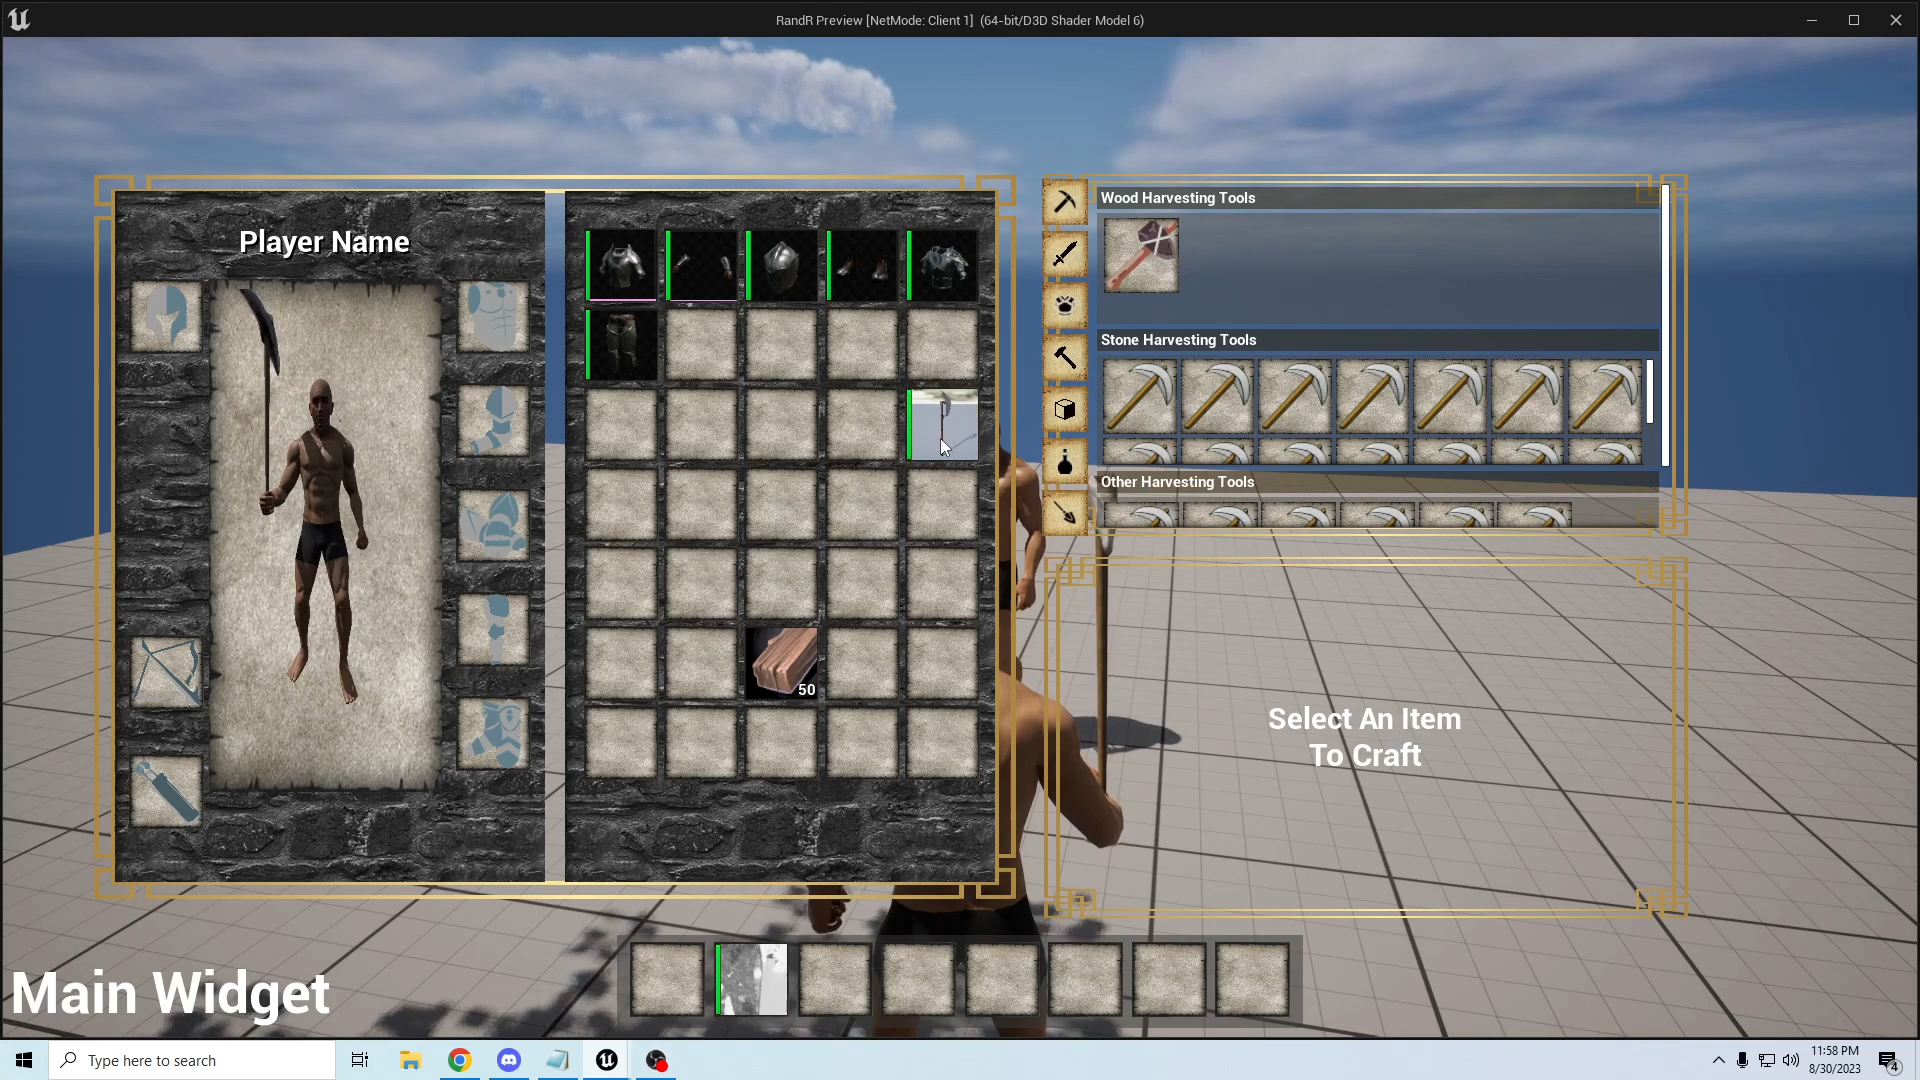 RandR Preview [NetMode: Client 1]  (64-bit/D3D Shader Model 6)
Player Name
Wood Harvesting Tools
Stone Harvesting Tools
Other Harvesting Tools
50
Select An Item
To Craft
Main Widget
Type here to search
11:58 PM
8/30/2023
4